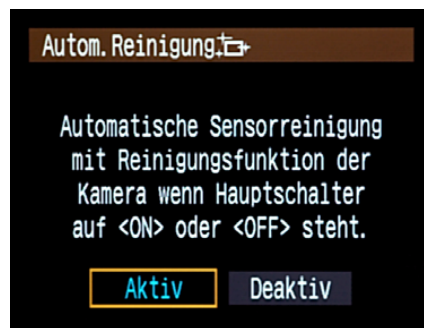 Autom. Reinigung
Automatische Sensorreinigung
mit Reinigungsfunktion der
Kamera wenn Hauptschalter
auf <ON> oder <OFF> steht.
Aktiv Deaktiv